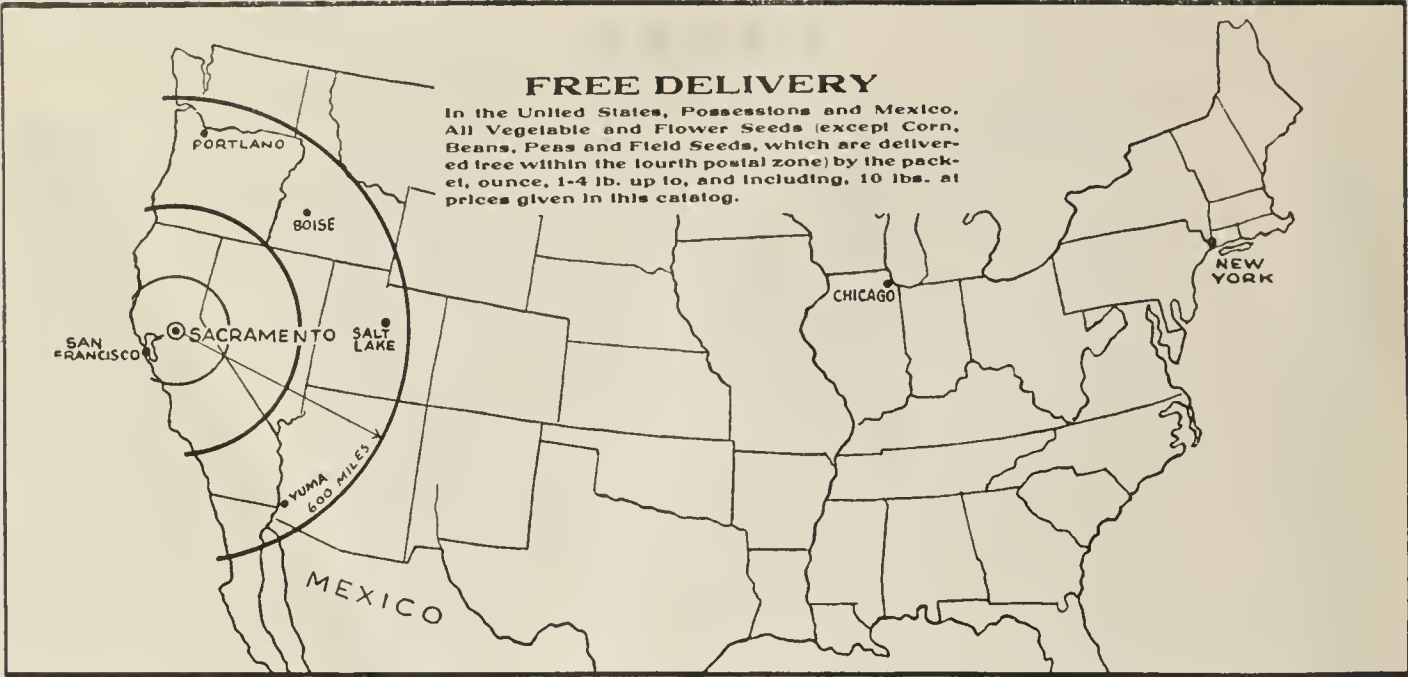 FREE DELIVERY
In the United States, Possessions and Mexico.
All Vegetable and Flower Seeds (except Corn,
Beans, Peas and Field Seeds, which are deliver-
ed free within the fourth postal zone) by the pack-
et, ounce, 1-4 lb. up to, and including, 10 lbs. at
prices given in this catalog.
PORTLAND
BOISE
NEW
YORK
CHICAGO
SACRAMENTO
SALT
LAKE
SAN
FRANCISCO
YUMA
600 MILES
MEXICO